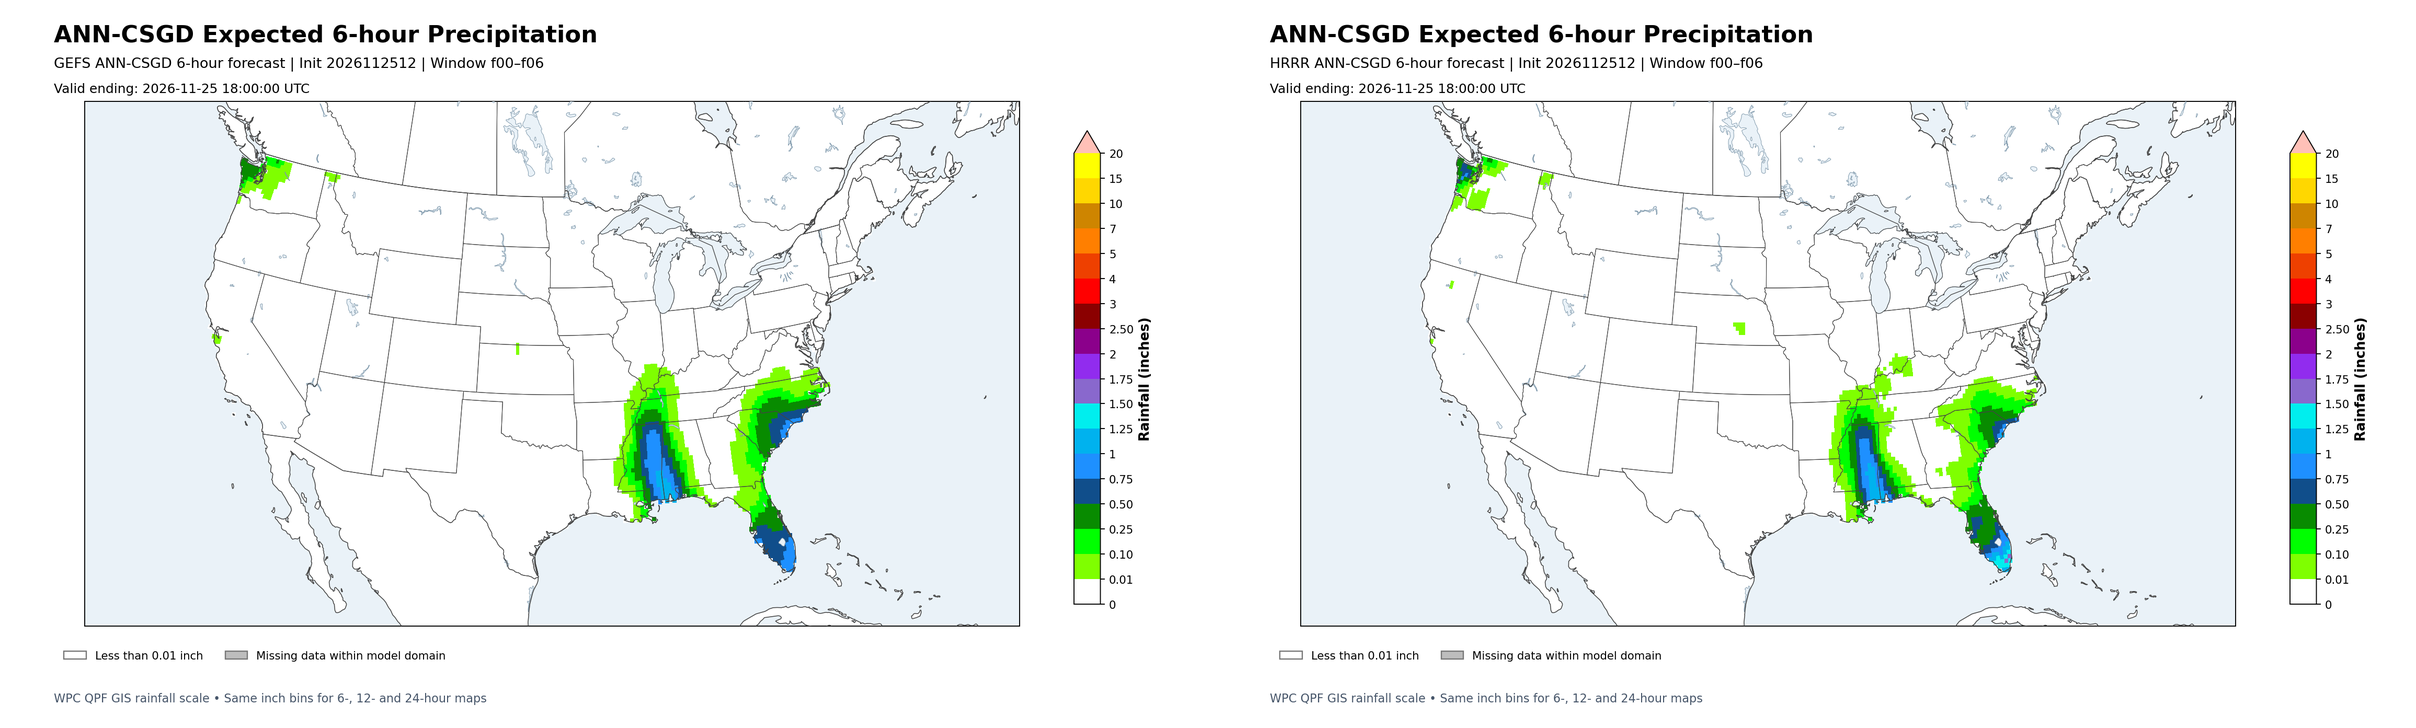 ANN-CSGD Expected 6-hour Precipitation
GEFS ANN-CSGD 6-hour forecast | Init 2026112512 | Window f00–f06
Valid ending: 2026-11-25 18:00:00 UTC
20
15
10
7
5
4
3
2.50
2
1.75
1.50
1.25
1
0.75
0.50
0.25
0.10
0.01
0
Rainfall (inches)
Less than 0.01 inch
Missing data within model domain
WPC QPF GIS rainfall scale • Same inch bins for 6-, 12- and 24-hour maps
ANN-CSGD Expected 6-hour Precipitation
HRRR ANN-CSGD 6-hour forecast | Init 2026112512 | Window f00–f06
Valid ending: 2026-11-25 18:00:00 UTC
20
15
10
7
5
4
3
2.50
2
1.75
1.50
1.25
1
0.75
0.50
0.25
0.10
0.01
0
Rainfall (inches)
Less than 0.01 inch
Missing data within model domain
WPC QPF GIS rainfall scale • Same inch bins for 6-, 12- and 24-hour maps